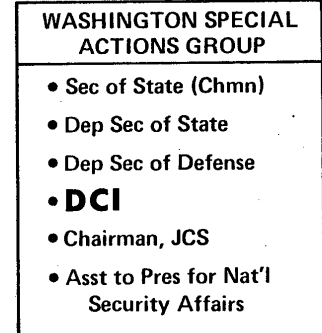 WASHINGTON SPECIAL
ACTIONS GROUP
• Sec of State (Chmn)
• Dep Sec of State
• Dep Sec of Defense
• DCI
• Chairman, JCS
• Asst to Pres for Nat'l
Security Affairs